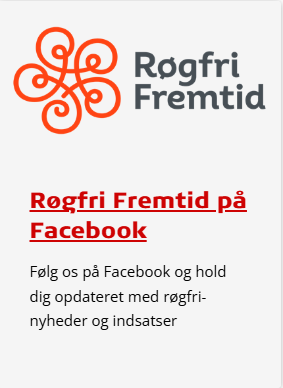 Røgfri
Fremtid
Røgfri Fremtid på
Facebook
Følg os på Facebook og hold
dig opdateret med røgfri-
nyheder og indsatser